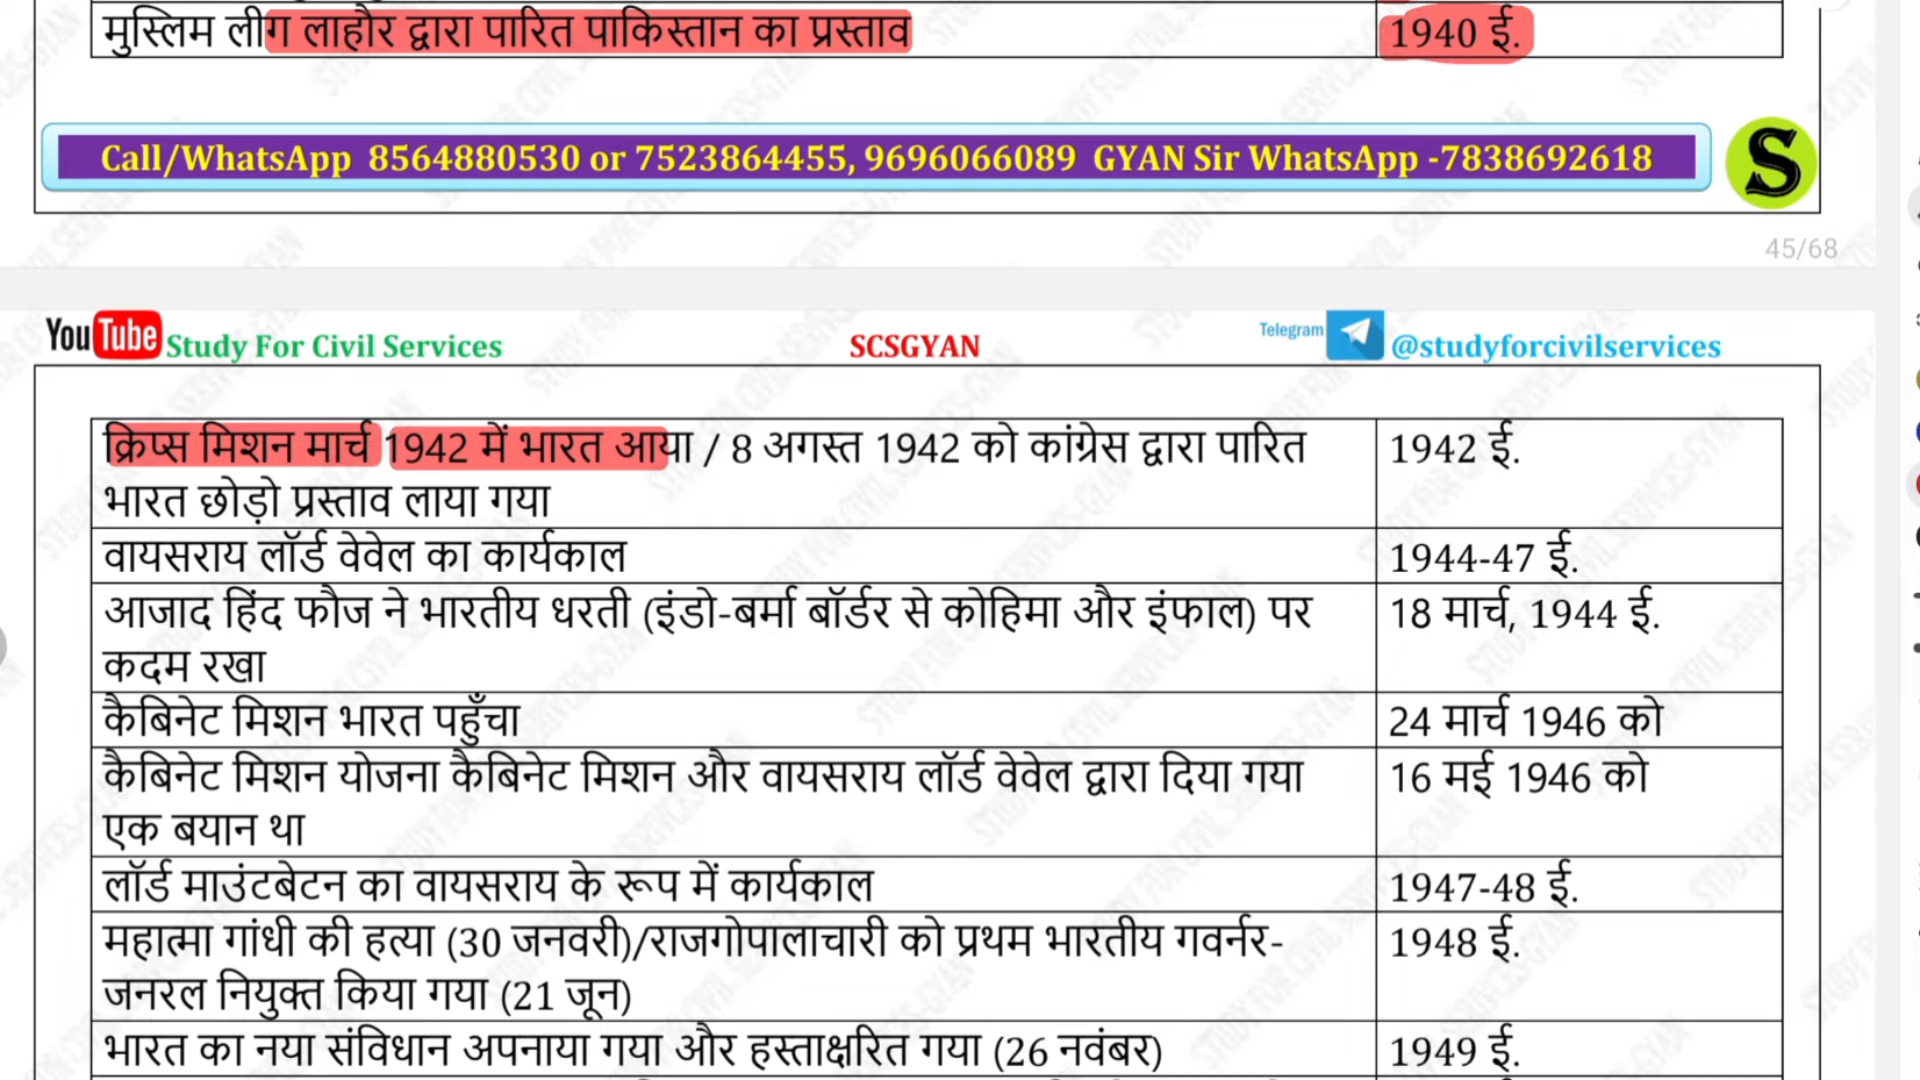 मुस्लिम लीग लाहौर द्वारा पारित पाकिस्तान का प्रस्ताव 1940 ई.
Call/WhatsApp 8564880530 or 7523864455, 9696066089 GYAN Sir WhatsApp -7838692618
S
45/68
YouTube Study For Civil Services SCSGYAN Telegram @studyforcivilservices
क्रिप्स मिशन मार्च 1942 में भारत आया / 8 अगस्त 1942 को कांग्रेस द्वारा पारित 1942 ई.
भारत छोड़ो प्रस्ताव लाया गया
वायसराय लॉर्ड वेवेल का कार्यकाल 1944-47 ई.
आजाद हिंद फौज ने भारतीय धरती (इंडो-बर्मा बॉर्डर से कोहिमा और इंफाल) पर 18 मार्च, 1944 ई.
कदम रखा
कैबिनेट मिशन भारत पहुँचा 24 मार्च 1946 को
कैबिनेट मिशन योजना कैबिनेट मिशन और वायसराय लॉर्ड वेवेल द्वारा दिया गया 16 मई 1946 को
एक बयान था
लॉर्ड माउंटबेटन का वायसराय के रूप में कार्यकाल 1947-48 ई.
महात्मा गांधी की हत्या (30 जनवरी)/राजगोपालाचारी को प्रथम भारतीय गवर्नर- 1948 ई.
जनरल नियुक्त किया गया (21 जून)
भारत का नया संविधान अपनाया गया और हस्ताक्षरित गया (26 नवंबर) 1949 ई.